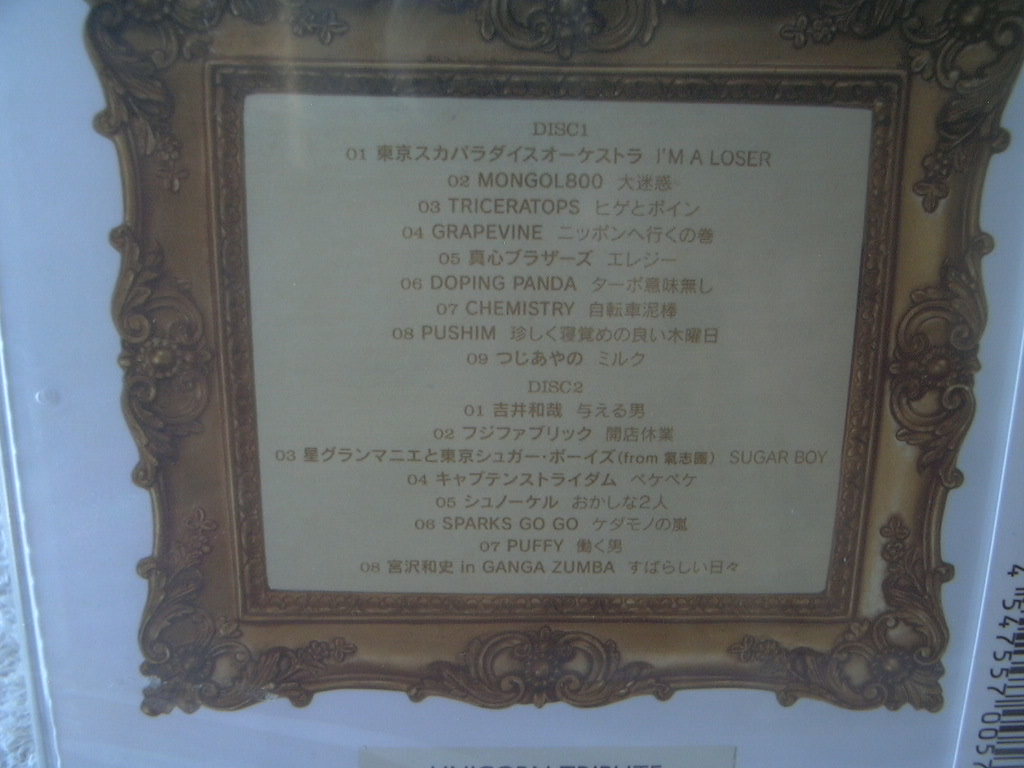 DISC1
01 東京スカパラダイスオーケストラ I'M A LOSER
02 MONGOL800 大迷惑
03 TRICERATOPS ヒゲとボイン
04 GRAPEVINE ニッポンへ行くの巻
05 真心ブラザーズ エレジー
06 DOPING PANDA ターボ意味無し
07 CHEMISTRY 自転車泥棒
08 PUSHIM 珍しく寝覚めの良い木曜日
09 つじあやの ミルク
DISC2
01 吉井和哉 与える男
02 フジファブリック 開店休業
03 星グランマニエと東京シュガー・ボーイズ(from 氣志團) SUGAR BOY
04 キャプテンストライダム ペケペケ
05 シュノーケル おかしな2人
06 SPARKS GO GO ケダモノの嵐
07 PUFFY 働く男
08 宮沢和史 in GANGA ZUMBA すばらしい日々